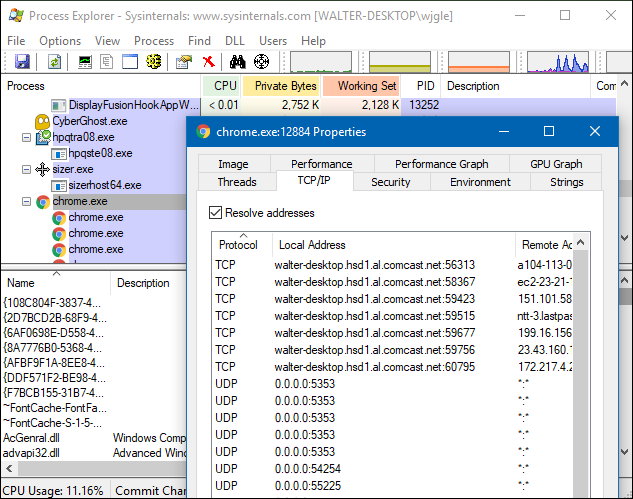 Process Explorer - Sysinternals: www.sysinternals.com [WALTER-DESKTOP\wjgle]
File Options View Process Find DLL Users Help
Process CPU Private Bytes Working Set PID Description Com
DisplayFusionHookAppW... < 0.01 2,752 K 2,128 K 13252
CyberGhost.exe
hpqtra08.exe
hpqste08.exe
sizer.exe
sizerhost64.exe
chrome.exe
chrome.exe
chrome.exe
chrome.exe
chrome.exe:12884 Properties
Image Performance Performance Graph GPU Graph
Threads TCP/IP Security Environment Strings
Resolve addresses
Protocol Local Address Remote Ac
TCP walter-desktop.hsd1.al.comcast.net:56313 a104-113-0
TCP walter-desktop.hsd1.al.comcast.net:58367 ec2-23-21-1
TCP walter-desktop.hsd1.al.comcast.net:59423 151.101.58
TCP walter-desktop.hsd1.al.comcast.net:59515 ntt-3.lastpas
TCP walter-desktop.hsd1.al.comcast.net:59677 199.16.156
TCP walter-desktop.hsd1.al.comcast.net:59756 23.43.160.1
TCP walter-desktop.hsd1.al.comcast.net:60795 172.217.4.2
UDP 0.0.0.0:5353 *:*
UDP 0.0.0.0:5353 *:*
UDP 0.0.0.0:5353 *:*
UDP 0.0.0.0:5353 *:*
UDP 0.0.0.0:5353 *:*
UDP 0.0.0.0:54254 *:*
UDP 0.0.0.0:55225 *:*
Name Description
{108C804F-3837-4...
{2D7BCD2B-68F9-4...
{6AF0698E-D558-4...
{8A7776B0-5368-4...
{AFBF9F1A-8EE8-4...
{DDF571F2-BE98-4...
{F7BCB155-31B7-4...
~FontCache-FontFa...
~FontCache-S-1-5-...
AcGenral.dll Windows Comp
advapi32.dll Advanced Win
CPU Usage: 11.16% Commit Char